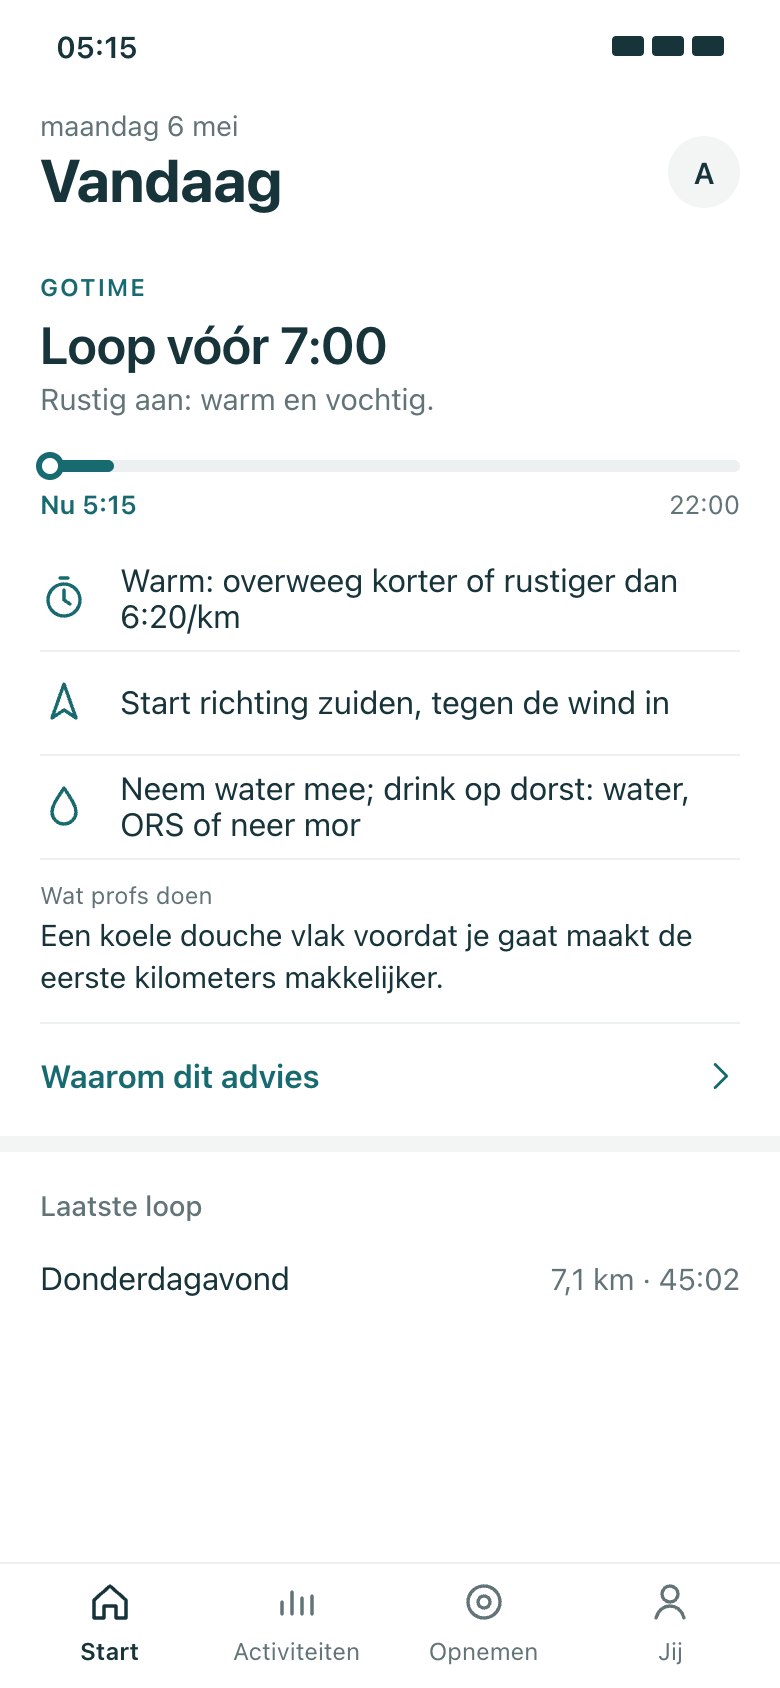 05:15
maandag 6 mei
Vandaag
A
GOTIME
Loop vóór 7:00
Rustig aan: warm en vochtig.
Nu 5:15
22:00
Warm: overweeg korter of rustiger dan
6:20/km
Start richting zuiden, tegen de wind in
Neem water mee; drink op dorst: water,
ORS of neer mor
Wat profs doen
Een koele douche vlak voordat je gaat maakt de
eerste kilometers makkelijker.
Waarom dit advies
Laatste loop
Donderdagavond
7,1 km · 45:02
Start
Activiteiten
Opnemen
Jij